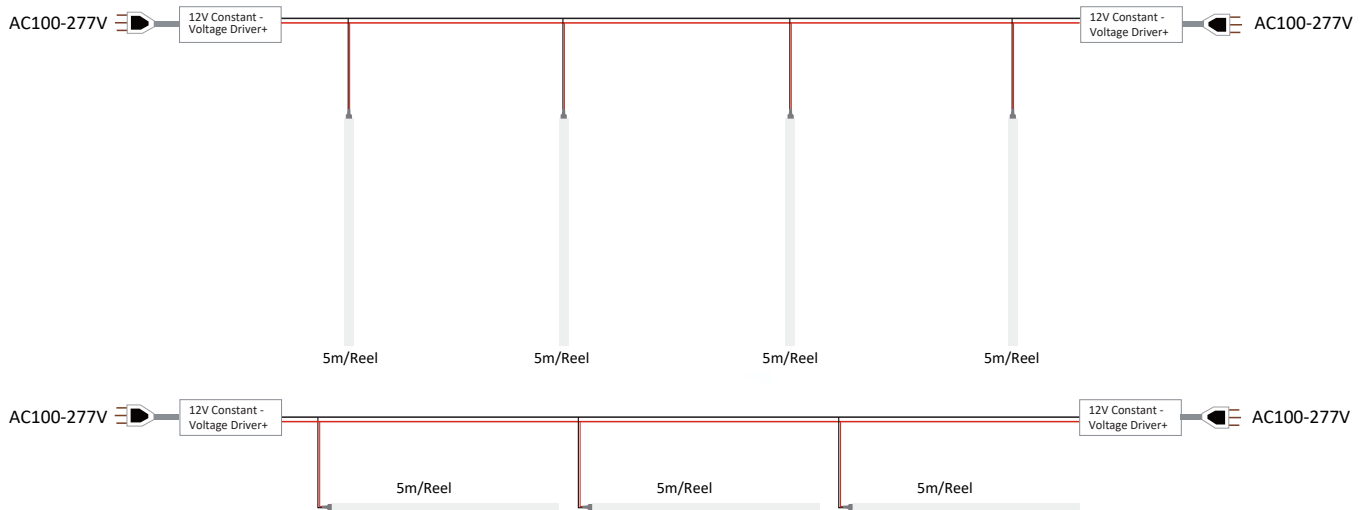 AC100-277V
12V Constant -
Voltage Driver+
12V Constant -
Voltage Driver+
AC100-277V
5m/Reel
5m/Reel
5m/Reel
5m/Reel
AC100-277V
12V Constant -
Voltage Driver+
12V Constant -
Voltage Driver+
AC100-277V
5m/Reel
5m/Reel
5m/Reel